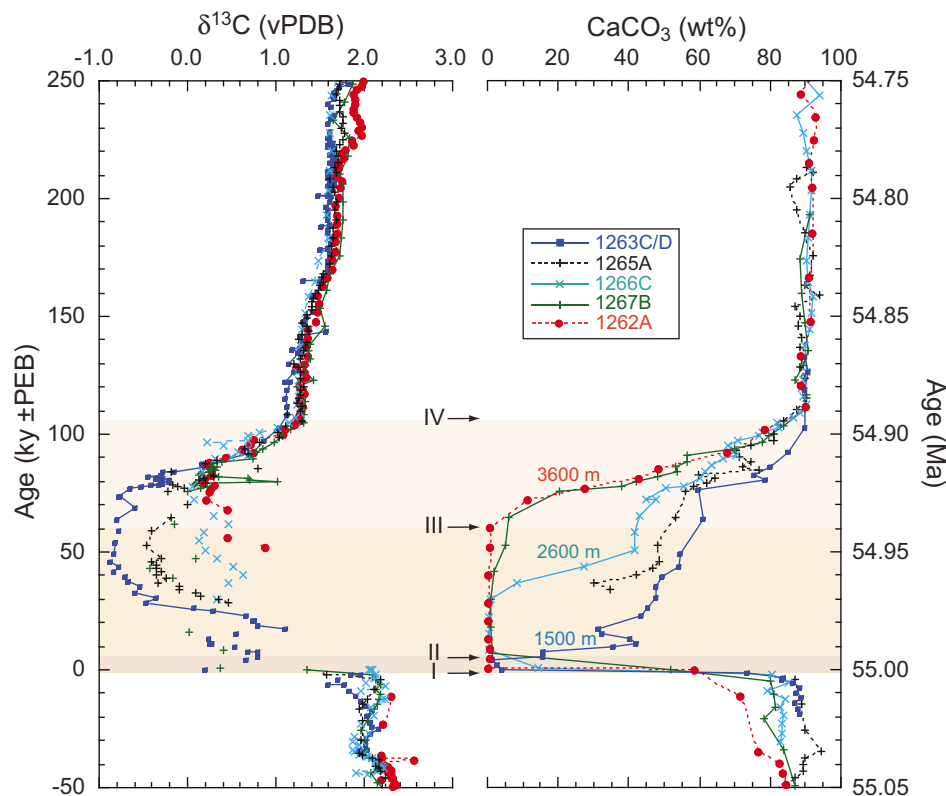 δ¹³C (vPDB)
CaCO₃ (wt%)
-1.0 0.0 1.0 2.0 3.0
0 20 40 60 80 100
250
200
150
100
50
0
-50
Age (ky ±PEB)
54.75
54.80
54.85
54.90
54.95
55.00
55.05
Age (Ma)
1263C/D
1265A
1266C
1267B
1262A
IV
III
II
I
3600 m
2600 m
1500 m